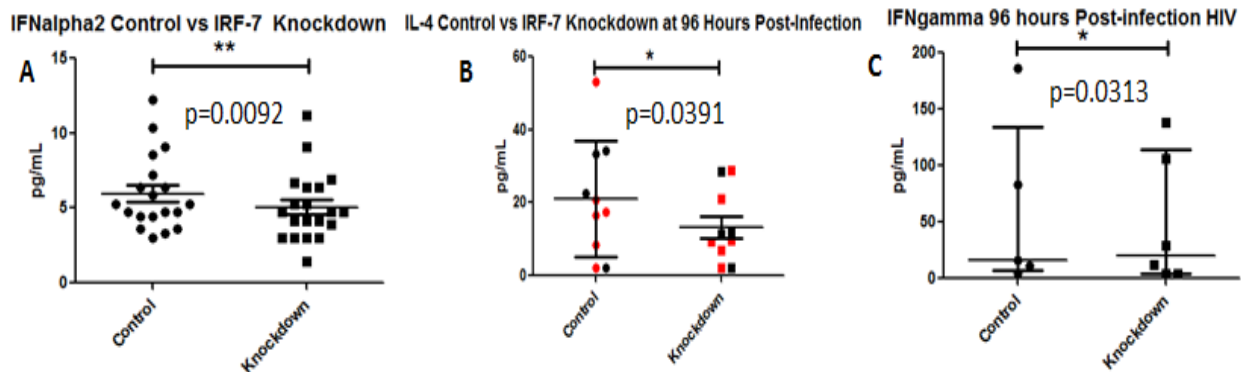 IFNalpha2 Control vs IRF-7 Knockdown
**
A
p=0.0092
15
10
5
0
pg/mL
Control
Knockdown
IL-4 Control vs IRF-7 Knockdown at 96 Hours Post-Infection
*
B
p=0.0391
60
40
20
0
pg/mL
Control
Knockdown
IFNgamma 96 hours Post-infection HIV
*
C
p=0.0313
200
150
100
50
0
pg/mL
Control
Knockdown